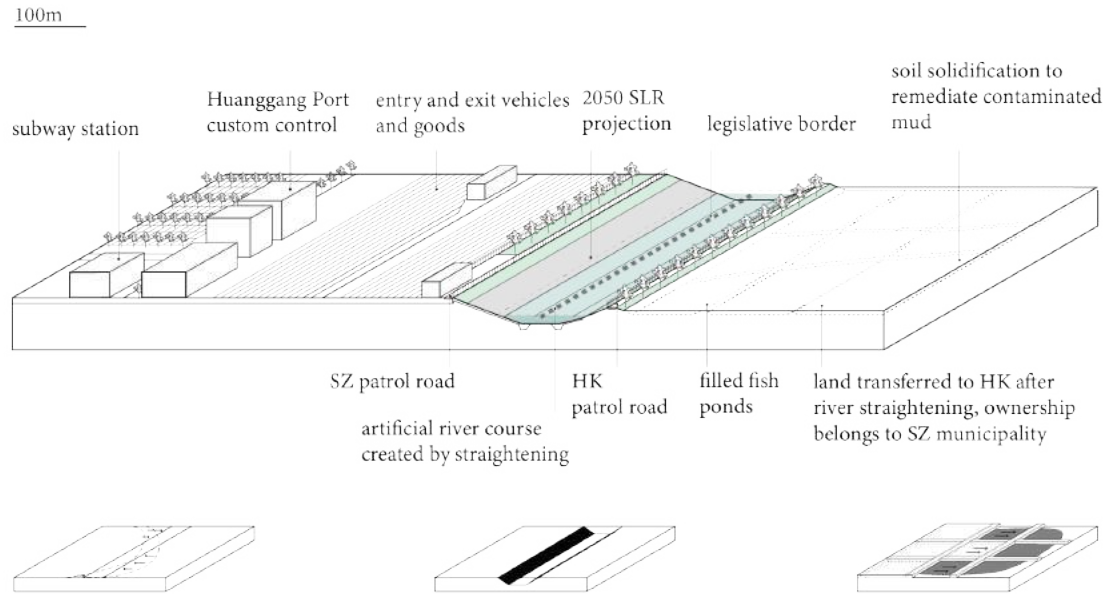 100m
subway station
Huanggang Port
custom control
entry and exit vehicles
and goods
2050 SLR
projection
legislative border
soil solidification to
remediate contaminated
mud
SZ patrol road
artificial river course
created by straightening
HK
patrol road
filled fish
ponds
land transferred to HK after
river straightening, ownership
belongs to SZ municipality